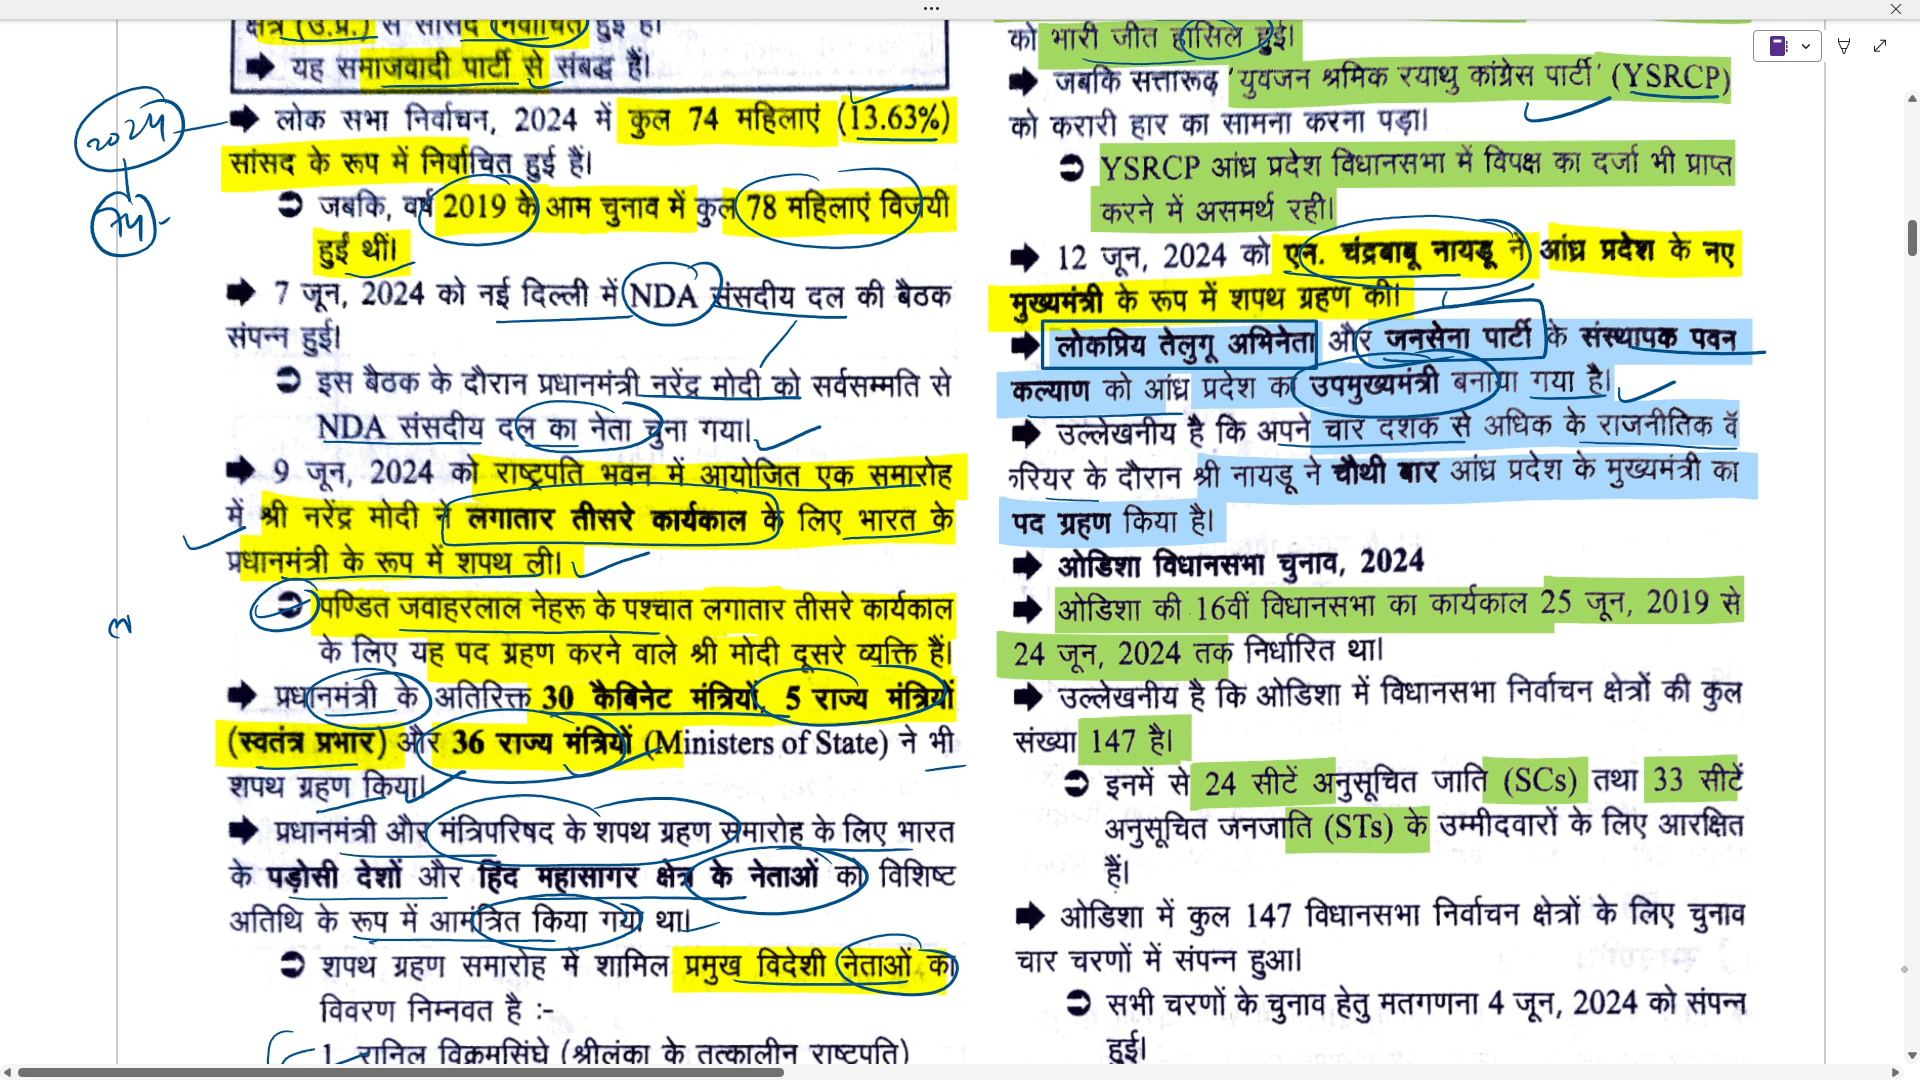 क्षेत्र (उ.प्र.) से सांसद निर्वाचित हुई हैं।
➡ यह समाजवादी पार्टी से संबद्ध हैं।
➡ लोक सभा निर्वाचन, 2024 में कुल 74 महिलाएं (13.63%)
सांसद के रूप में निर्वाचित हुई हैं।
➲ जबकि, वर्ष 2019 के आम चुनाव में कुल 78 महिलाएं विजयी
हुईं थीं।
➡ 7 जून, 2024 को नई दिल्ली में NDA संसदीय दल की बैठक
संपन्न हुई।
➲ इस बैठक के दौरान प्रधानमंत्री नरेंद्र मोदी को सर्वसम्मति से
NDA संसदीय दल का नेता चुना गया।
➡ 9 जून, 2024 को राष्ट्रपति भवन में आयोजित एक समारोह
में श्री नरेंद्र मोदी ने लगातार तीसरे कार्यकाल के लिए भारत के
प्रधानमंत्री के रूप में शपथ ली।
➲ पण्डित जवाहरलाल नेहरू के पश्चात लगातार तीसरे कार्यकाल
के लिए यह पद ग्रहण करने वाले श्री मोदी दूसरे व्यक्ति हैं।
➡ प्रधानमंत्री के अतिरिक्त 30 कैबिनेट मंत्रियों, 5 राज्य मंत्रियों
(स्वतंत्र प्रभार) और 36 राज्य मंत्रियों (Ministers of State) ने भी
शपथ ग्रहण किया।
➡ प्रधानमंत्री और मंत्रिपरिषद के शपथ ग्रहण समारोह के लिए भारत
के पड़ोसी देशों और हिंद महासागर क्षेत्र के नेताओं को विशिष्ट
अतिथि के रूप में आमंत्रित किया गया था।
➲ शपथ ग्रहण समारोह में शामिल प्रमुख विदेशी नेताओं का
विवरण निम्नवत है :-
1. रानिल विक्रमसिंघे (श्रीलंका के तत्कालीन राष्ट्रपति)
2024
74
को भारी जीत हासिल हुई।
➡ जबकि सत्तारूढ़ 'युवजन श्रमिक रयाथु कांग्रेस पार्टी' (YSRCP)
को करारी हार का सामना करना पड़ा।
➲ YSRCP आंध्र प्रदेश विधानसभा में विपक्ष का दर्जा भी प्राप्त
करने में असमर्थ रही।
➡ 12 जून, 2024 को एन. चंद्रबाबू नायडू ने आंध्र प्रदेश के नए
मुख्यमंत्री के रूप में शपथ ग्रहण की।
➡ लोकप्रिय तेलुगू अभिनेता और जनसेना पार्टी के संस्थापक पवन
कल्याण को आंध्र प्रदेश का उपमुख्यमंत्री बनाया गया है।
➡ उल्लेखनीय है कि अपने चार दशक से अधिक के राजनीतिक कॅ
रियर के दौरान श्री नायडू ने चौथी बार आंध्र प्रदेश के मुख्यमंत्री का
पद ग्रहण किया है।
➡ ओडिशा विधानसभा चुनाव, 2024
➡ ओडिशा की 16वीं विधानसभा का कार्यकाल 25 जून, 2019 से
24 जून, 2024 तक निर्धारित था।
➡ उल्लेखनीय है कि ओडिशा में विधानसभा निर्वाचन क्षेत्रों की कुल
संख्या 147 है।
➲ इनमें से 24 सीटें अनुसूचित जाति (SCs) तथा 33 सीटें
अनुसूचित जनजाति (STs) के उम्मीदवारों के लिए आरक्षित
हैं।
➡ ओडिशा में कुल 147 विधानसभा निर्वाचन क्षेत्रों के लिए चुनाव
चार चरणों में संपन्न हुआ।
➲ सभी चरणों के चुनाव हेतु मतगणना 4 जून, 2024 को संपन्न
हुई।